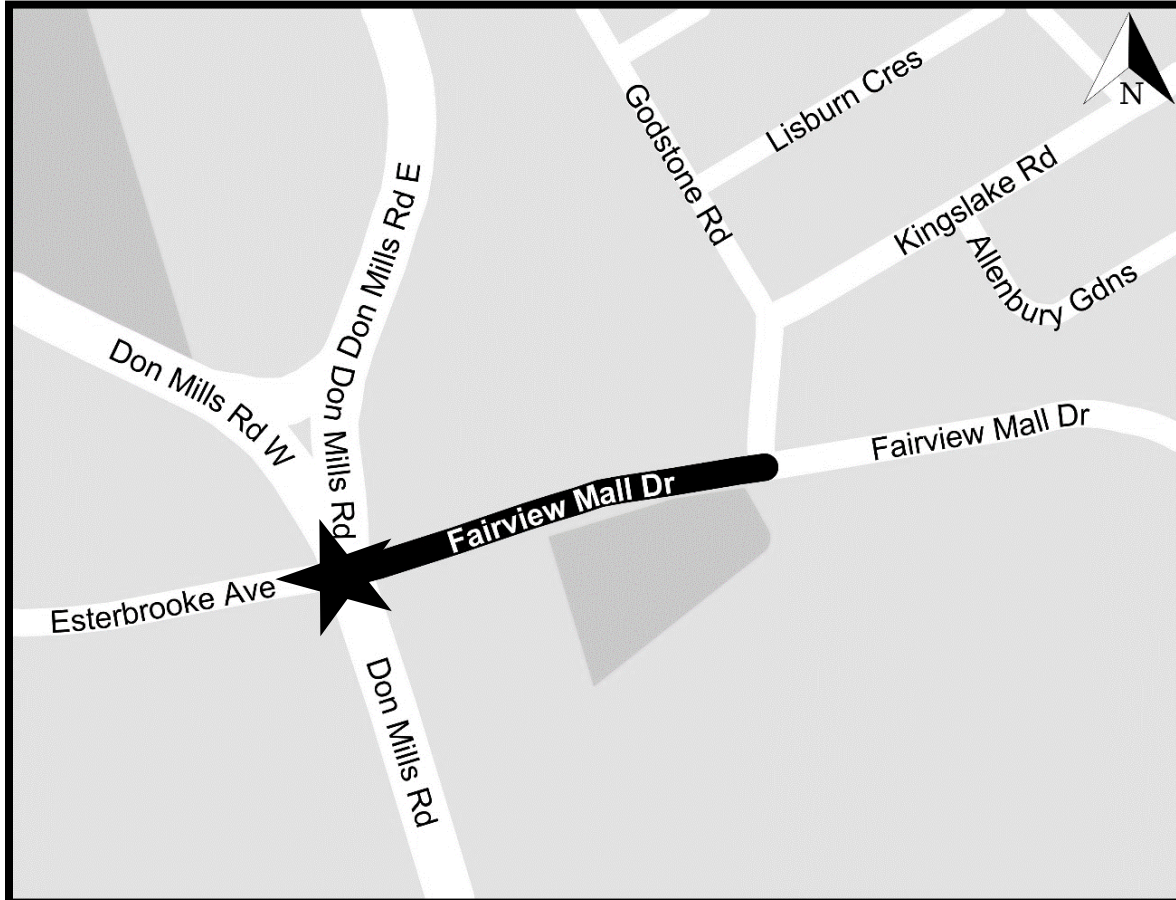 N
Lisburn Cres
Godstone Rd
Kingslake Rd
Don Mills Rd E
Allenbury Gdns
Don Mills Rd W
Don Mills Rd
Fairview Mall Dr
Fairview Mall Dr
Esterbrooke Ave
Don Mills Rd